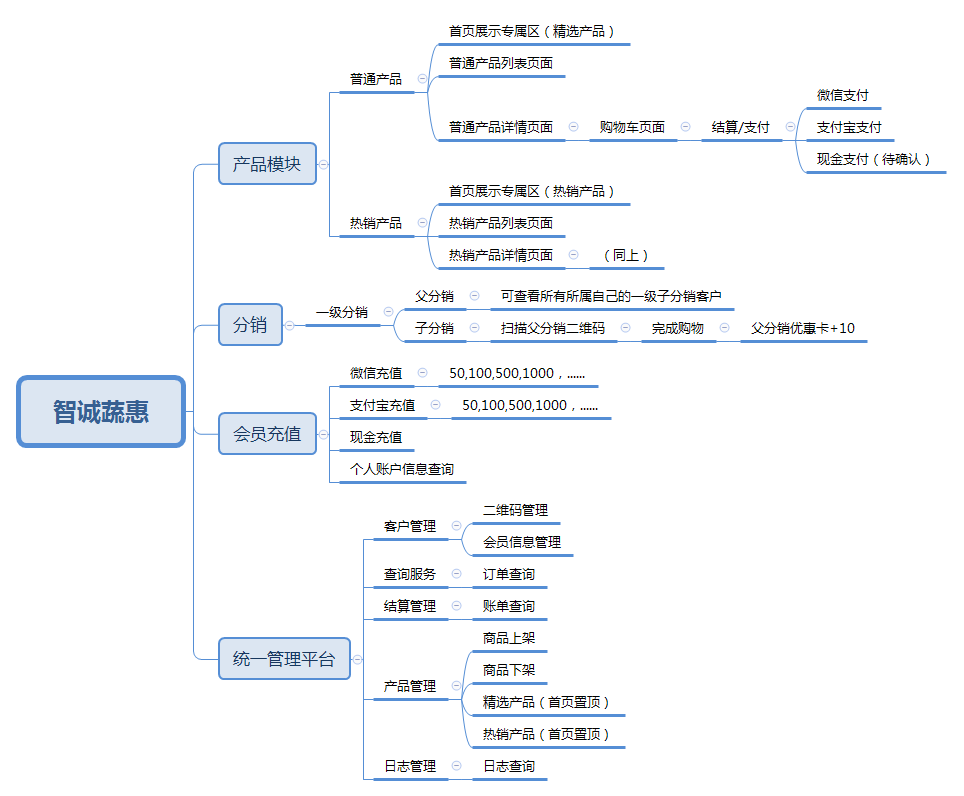 智诚蔬惠
产品模块
普通产品
首页展示专属区（精选产品）
普通产品列表页面
普通产品详情页面
购物车页面
结算/支付
微信支付
支付宝支付
现金支付（待确认）
热销产品
首页展示专属区（热销产品）
热销产品列表页面
热销产品详情页面
（同上）
分销
一级分销
父分销
可查看所有所属自己的一级子分销客户
子分销
扫描父分销二维码
完成购物
父分销优惠卡+10
会员充值
微信充值
50,100,500,1000，......
支付宝充值
50,100,500,1000，......
现金充值
个人账户信息查询
统一管理平台
客户管理
二维码管理
会员信息管理
查询服务
订单查询
结算管理
账单查询
产品管理
商品上架
商品下架
精选产品（首页置顶）
热销产品（首页置顶）
日志管理
日志查询